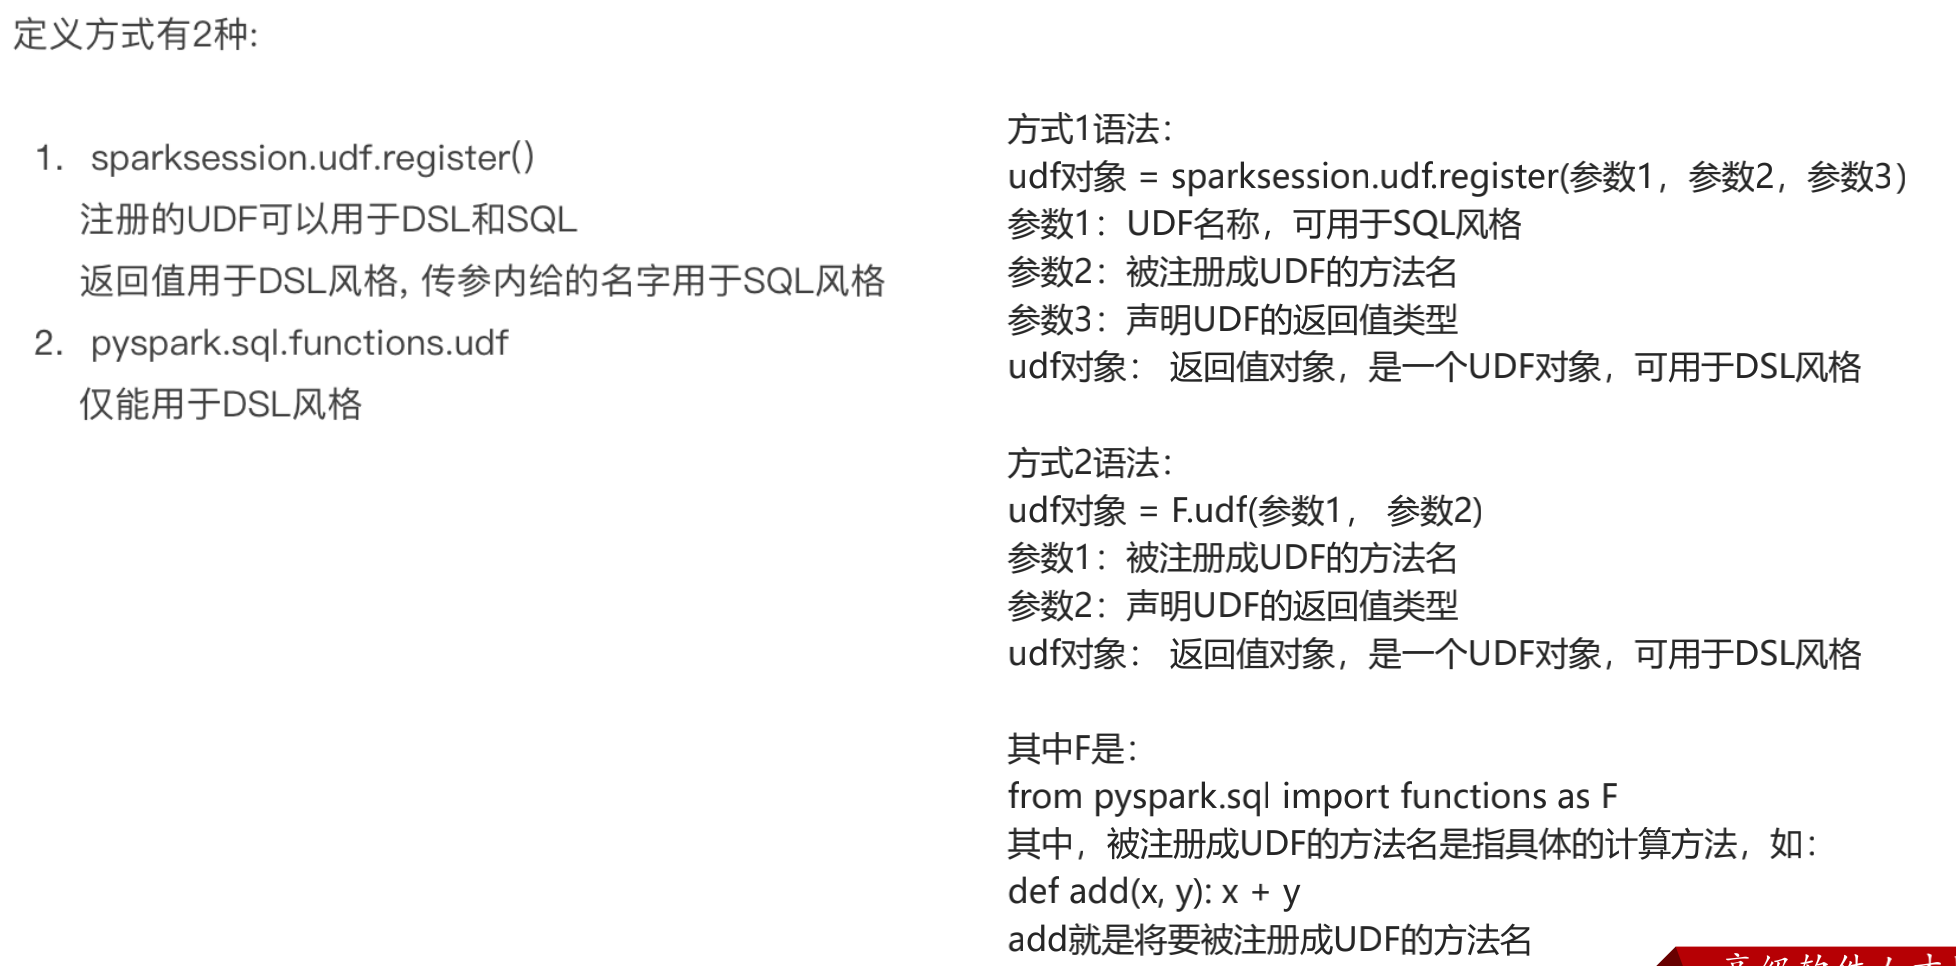 定义方式有2种:
1. sparksession.udf.register()
注册的UDF可以用于DSL和SQL
返回值用于DSL风格, 传参内给的名字用于SQL风格
2. pyspark.sql.functions.udf
仅能用于DSL风格
方式1语法：
udf对象 = sparksession.udf.register(参数1，参数2，参数3）
参数1：UDF名称，可用于SQL风格
参数2：被注册成UDF的方法名
参数3：声明UDF的返回值类型
udf对象： 返回值对象，是一个UDF对象，可用于DSL风格
方式2语法：
udf对象 = F.udf(参数1， 参数2)
参数1：被注册成UDF的方法名
参数2：声明UDF的返回值类型
udf对象： 返回值对象，是一个UDF对象，可用于DSL风格
其中F是：
from pyspark.sql import functions as F
其中，被注册成UDF的方法名是指具体的计算方法，如：
def add(x, y): x + y
add就是将要被注册成UDF的方法名